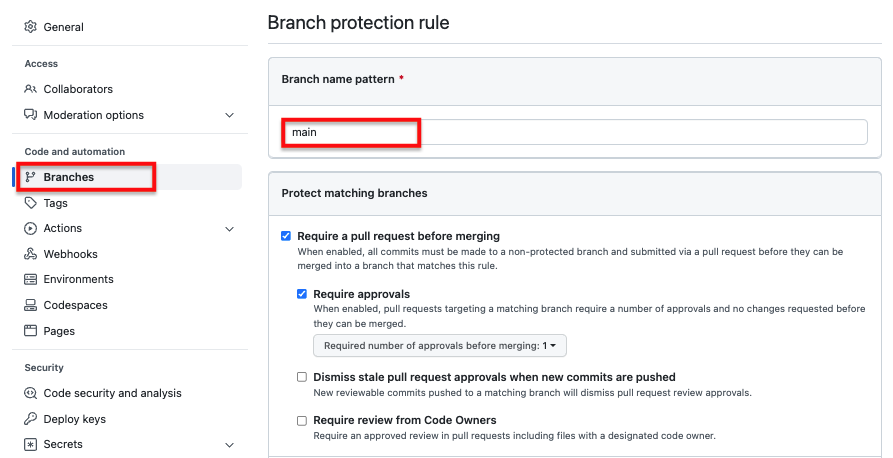 General
Access
Collaborators
Moderation options
Code and automation
Branches
Tags
Actions
Webhooks
Environments
Codespaces
Pages
Security
Code security and analysis
Deploy keys
Secrets
Branch protection rule
Branch name pattern *
main
Protect matching branches
Require a pull request before merging
When enabled, all commits must be made to a non-protected branch and submitted via a pull request before they can be
merged into a branch that matches this rule.
Require approvals
When enabled, pull requests targeting a matching branch require a number of approvals and no changes requested before
they can be merged.
Required number of approvals before merging: 1
Dismiss stale pull request approvals when new commits are pushed
New reviewable commits pushed to a matching branch will dismiss pull request review approvals.
Require review from Code Owners
Require an approved review in pull requests including files with a designated code owner.